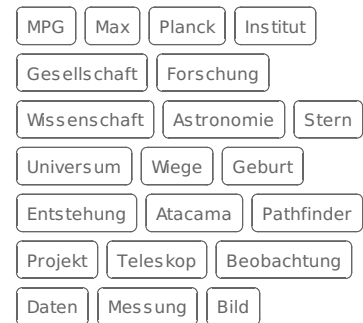 MPG Max Planck Institut
Gesellschaft Forschung
Wissenschaft Astronomie Stern
Universum Wiege Geburt
Entstehung Atacama Pathfinder
Projekt Teleskop Beobachtung
Daten Messung Bild